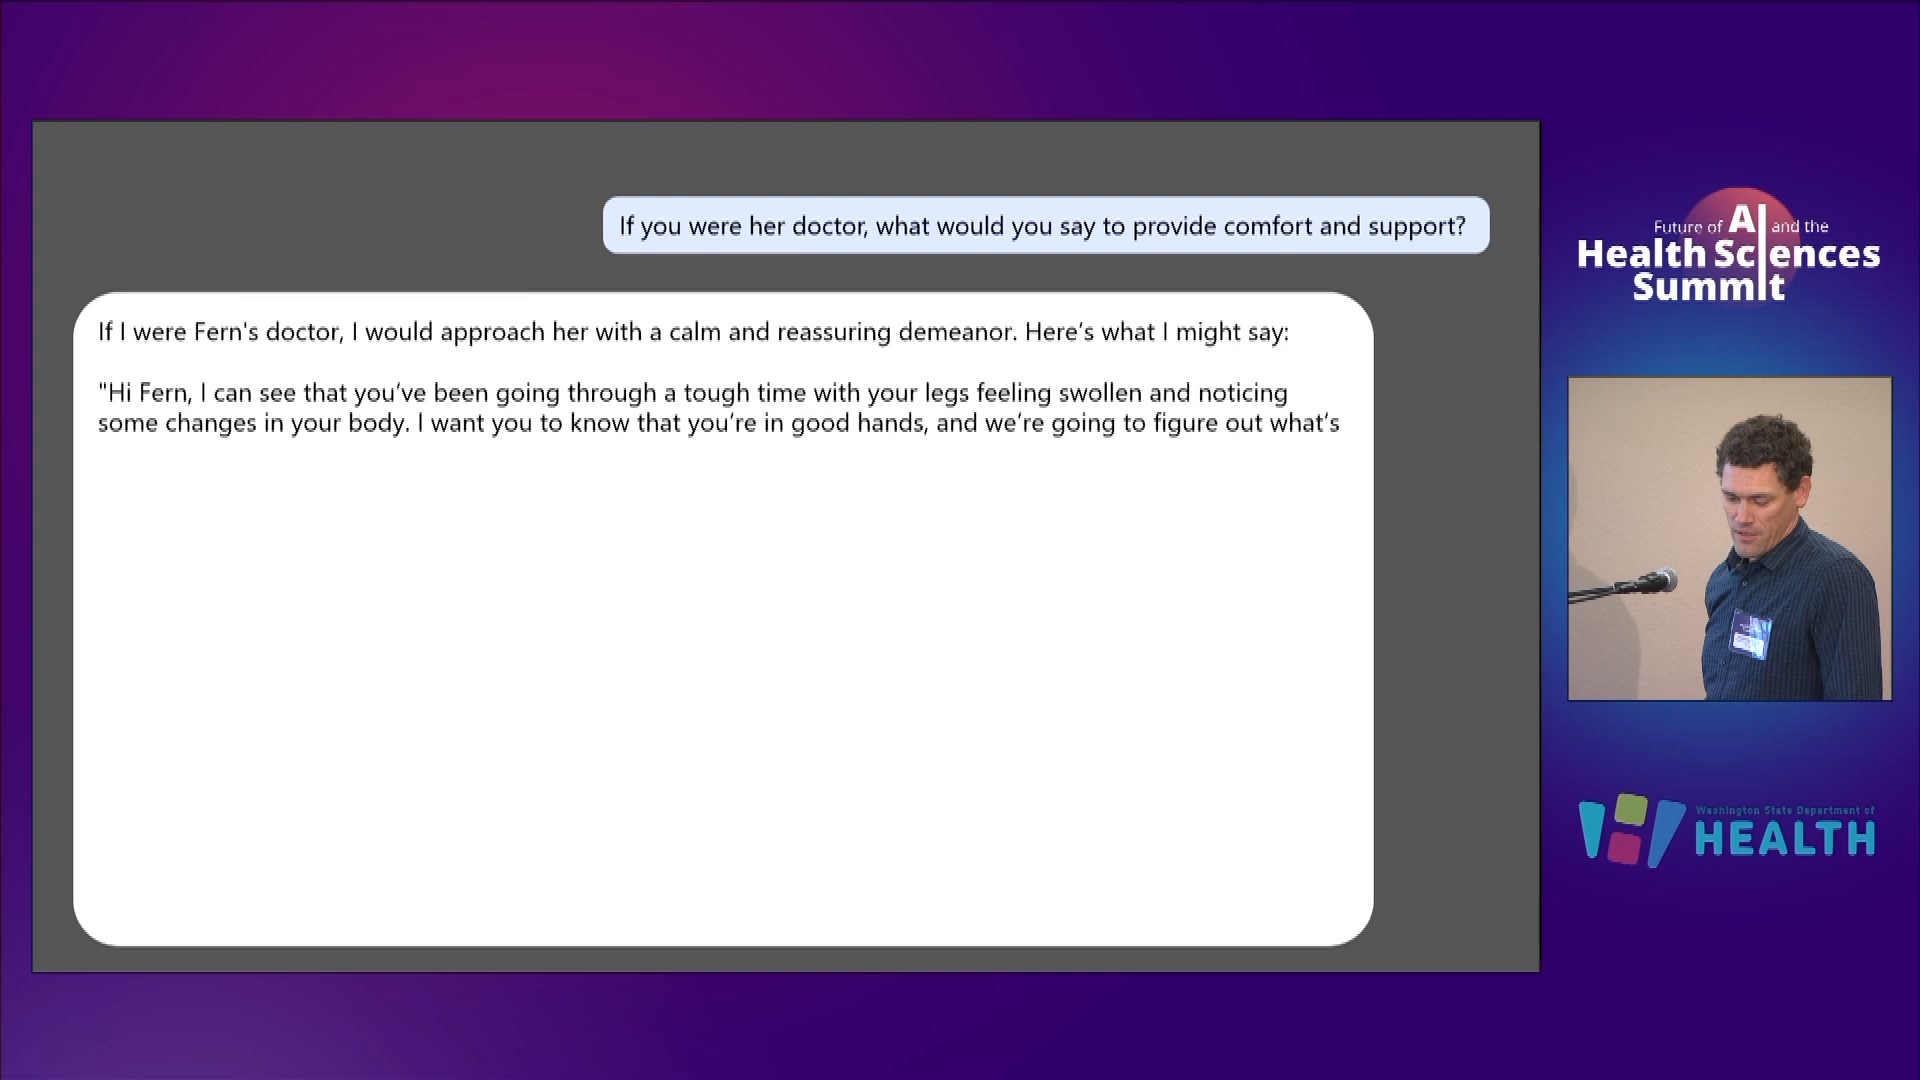 If you were her doctor, what would you say to provide comfort and support?
If I were Fern's doctor, I would approach her with a calm and reassuring demeanor. Here's what I might say:
"Hi Fern, I can see that you've been going through a tough time with your legs feeling swollen and noticing
some changes in your body. I want you to know that you're in good hands, and we're going to figure out what's
Future of AI and the
Health Sciences
Summit
Washington State Department of
HEALTH